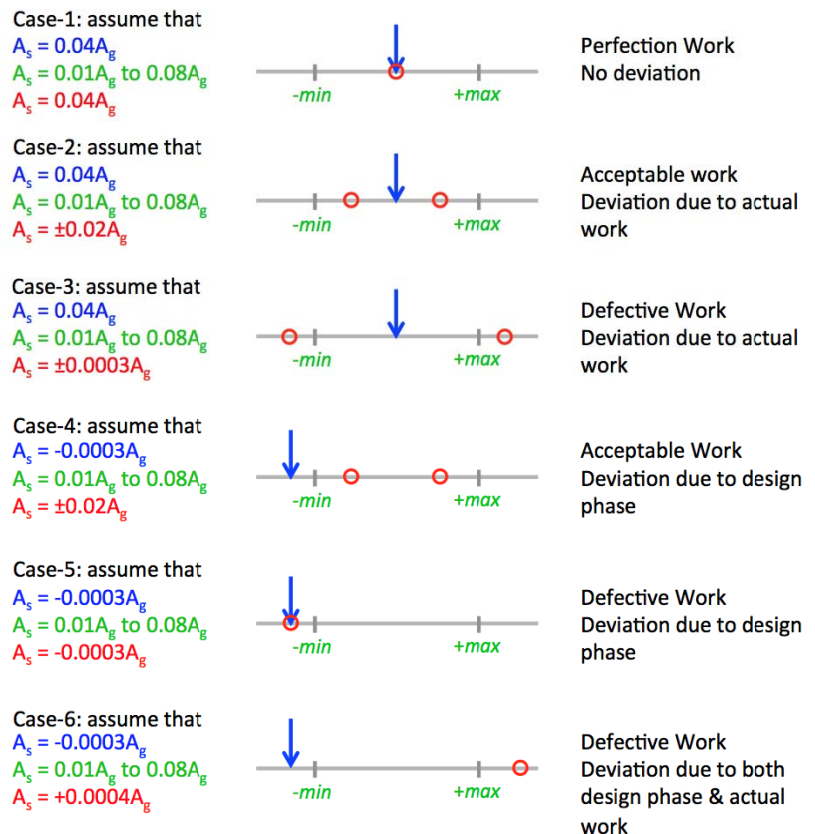 Case-1: assume that
As = 0.04Ag
As = 0.01Ag to 0.08Ag
As = 0.04Ag
-min
+max
Perfection Work
No deviation
Case-2: assume that
As = 0.04Ag
As = 0.01Ag to 0.08Ag
As = ±0.02Ag
-min
+max
Acceptable work
Deviation due to actual
work
Case-3: assume that
As = 0.04Ag
As = 0.01Ag to 0.08Ag
As = ±0.0003Ag
-min
+max
Defective Work
Deviation due to actual
work
Case-4: assume that
As = -0.0003Ag
As = 0.01Ag to 0.08Ag
As = ±0.02Ag
-min
+max
Acceptable Work
Deviation due to design
phase
Case-5: assume that
As = -0.0003Ag
As = 0.01Ag to 0.08Ag
As = -0.0003Ag
-min
+max
Defective Work
Deviation due to design
phase
Case-6: assume that
As = -0.0003Ag
As = 0.01Ag to 0.08Ag
As = +0.0004Ag
-min
+max
Defective Work
Deviation due to both
design phase & actual
work